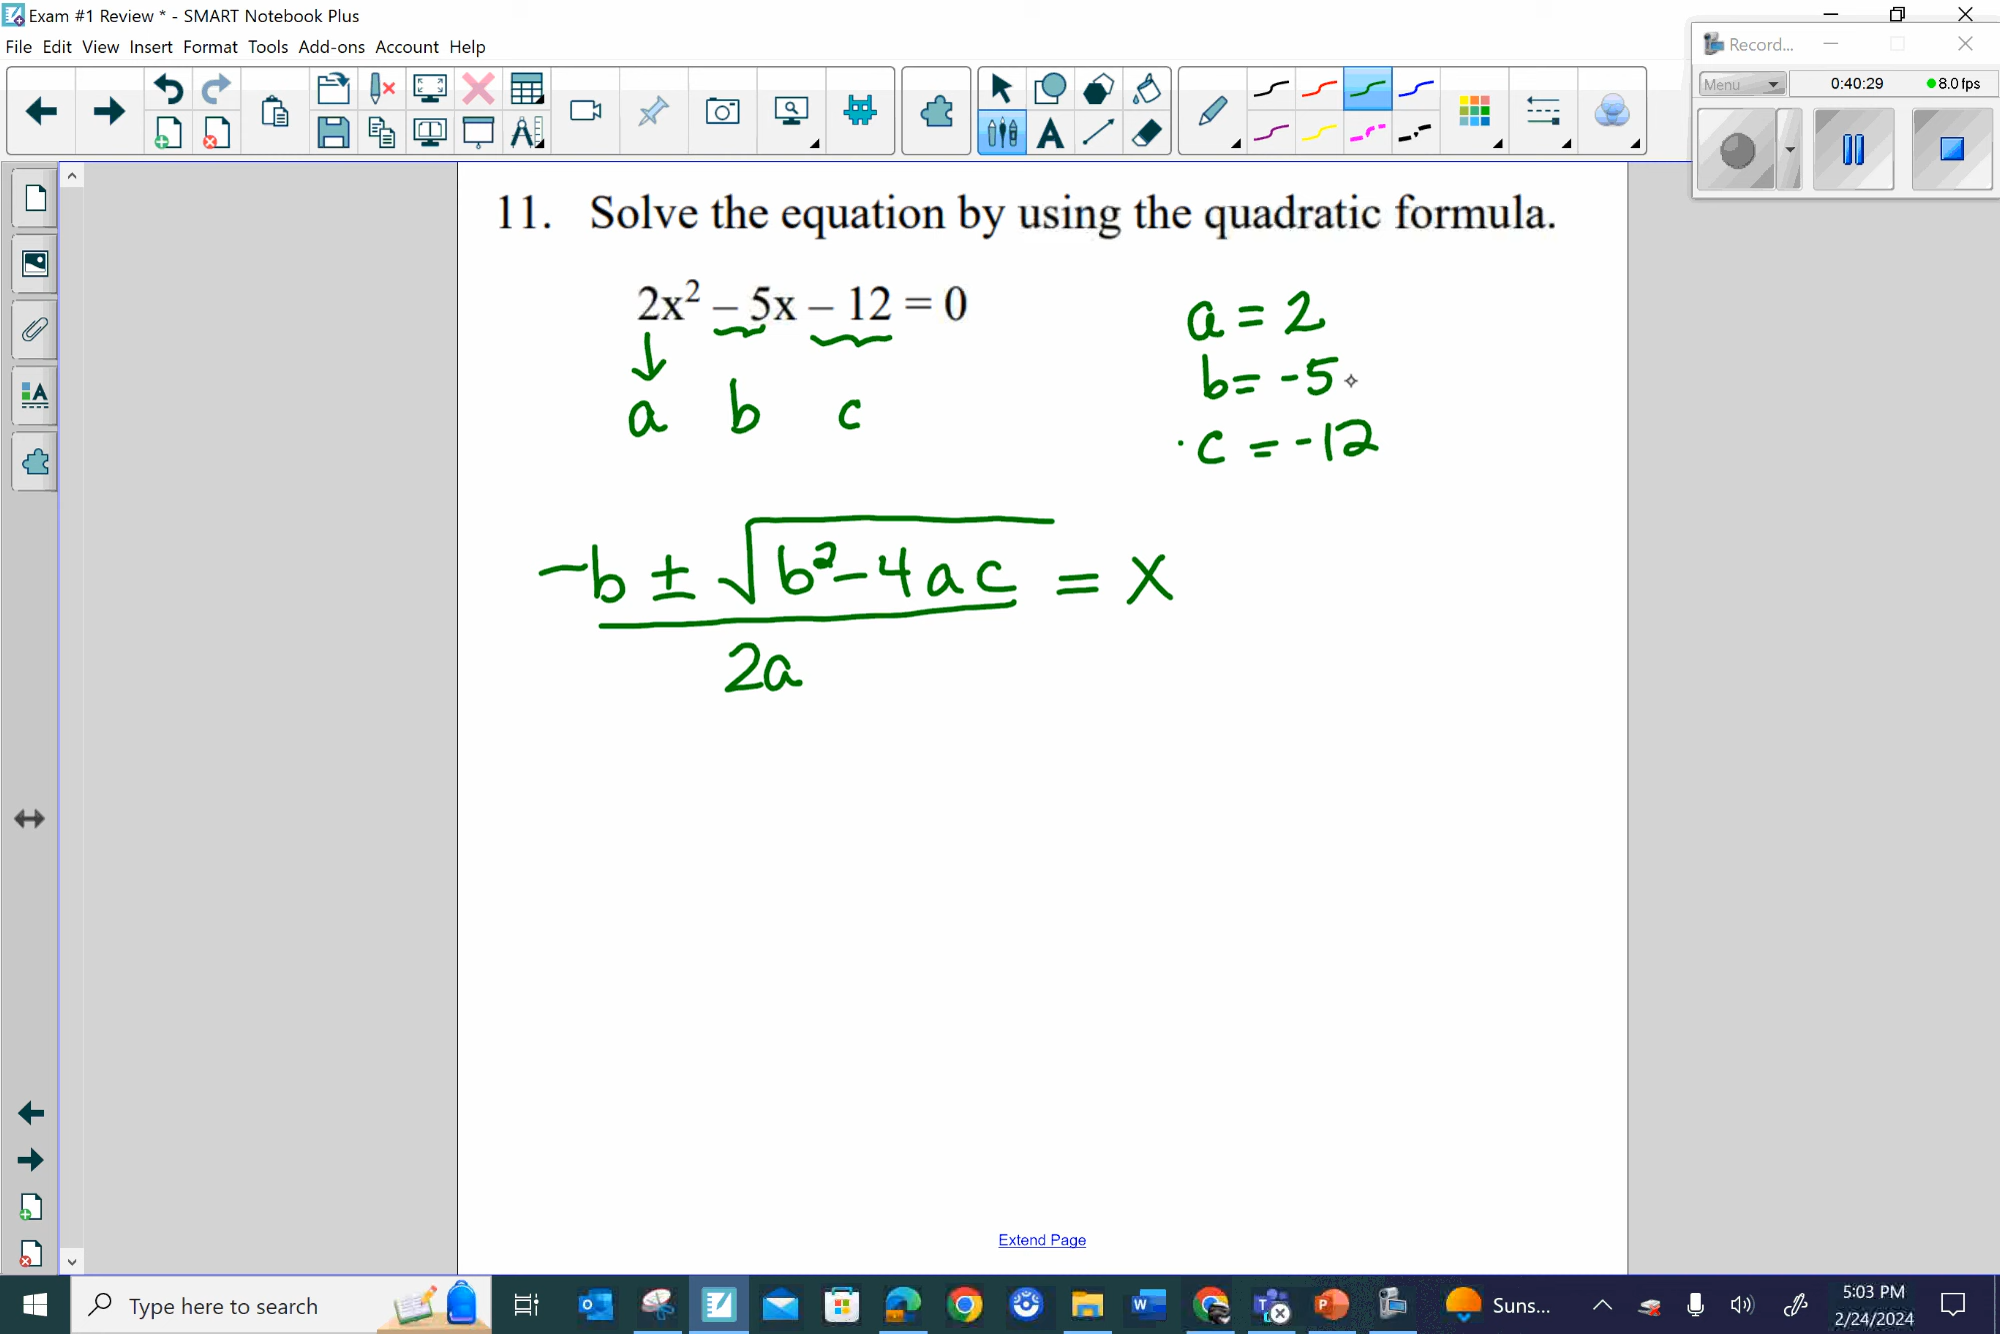 Exam #1 Review * - SMART Notebook Plus
File Edit View Insert Format Tools Add-ons Account Help
Record...
Menu 0:40:29 8.0 fps
11. Solve the equation by using the quadratic formula.
2x² – 5x – 12 = 0
a b c
a = 2
b = -5
c = -12
-b ± √b²-4ac = x
2a
Extend Page
Type here to search
Suns...
5:03 PM
2/24/2024